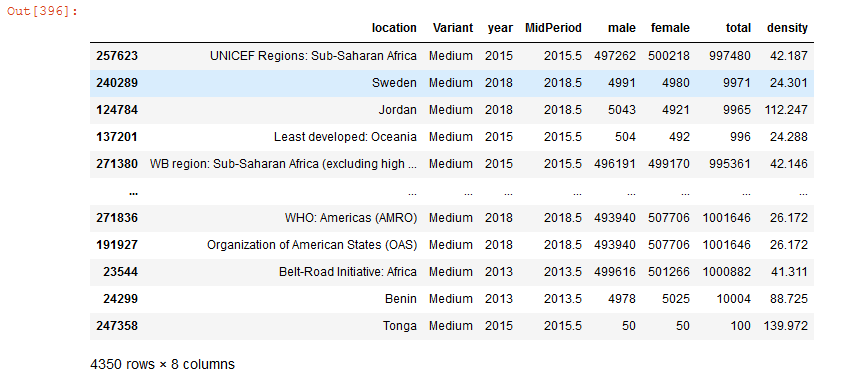 Out[396]:
location Variant year MidPeriod male female total density
257623 UNICEF Regions: Sub-Saharan Africa Medium 2015 2015.5 497262 500218 997480 42.187
240289 Sweden Medium 2018 2018.5 4991 4980 9971 24.301
124784 Jordan Medium 2018 2018.5 5043 4921 9965 112.247
137201 Least developed: Oceania Medium 2015 2015.5 504 492 996 24.288
271380 WB region: Sub-Saharan Africa (excluding high ... Medium 2015 2015.5 496191 499170 995361 42.146
... ... ... ... ... ... ... ... ...
271836 WHO: Americas (AMRO) Medium 2018 2018.5 493940 507706 1001646 26.172
191927 Organization of American States (OAS) Medium 2018 2018.5 493940 507706 1001646 26.172
23544 Belt-Road Initiative: Africa Medium 2013 2013.5 499616 501266 1000882 41.311
24299 Benin Medium 2013 2013.5 4978 5025 10004 88.725
247358 Tonga Medium 2015 2015.5 50 50 100 139.972
4350 rows × 8 columns